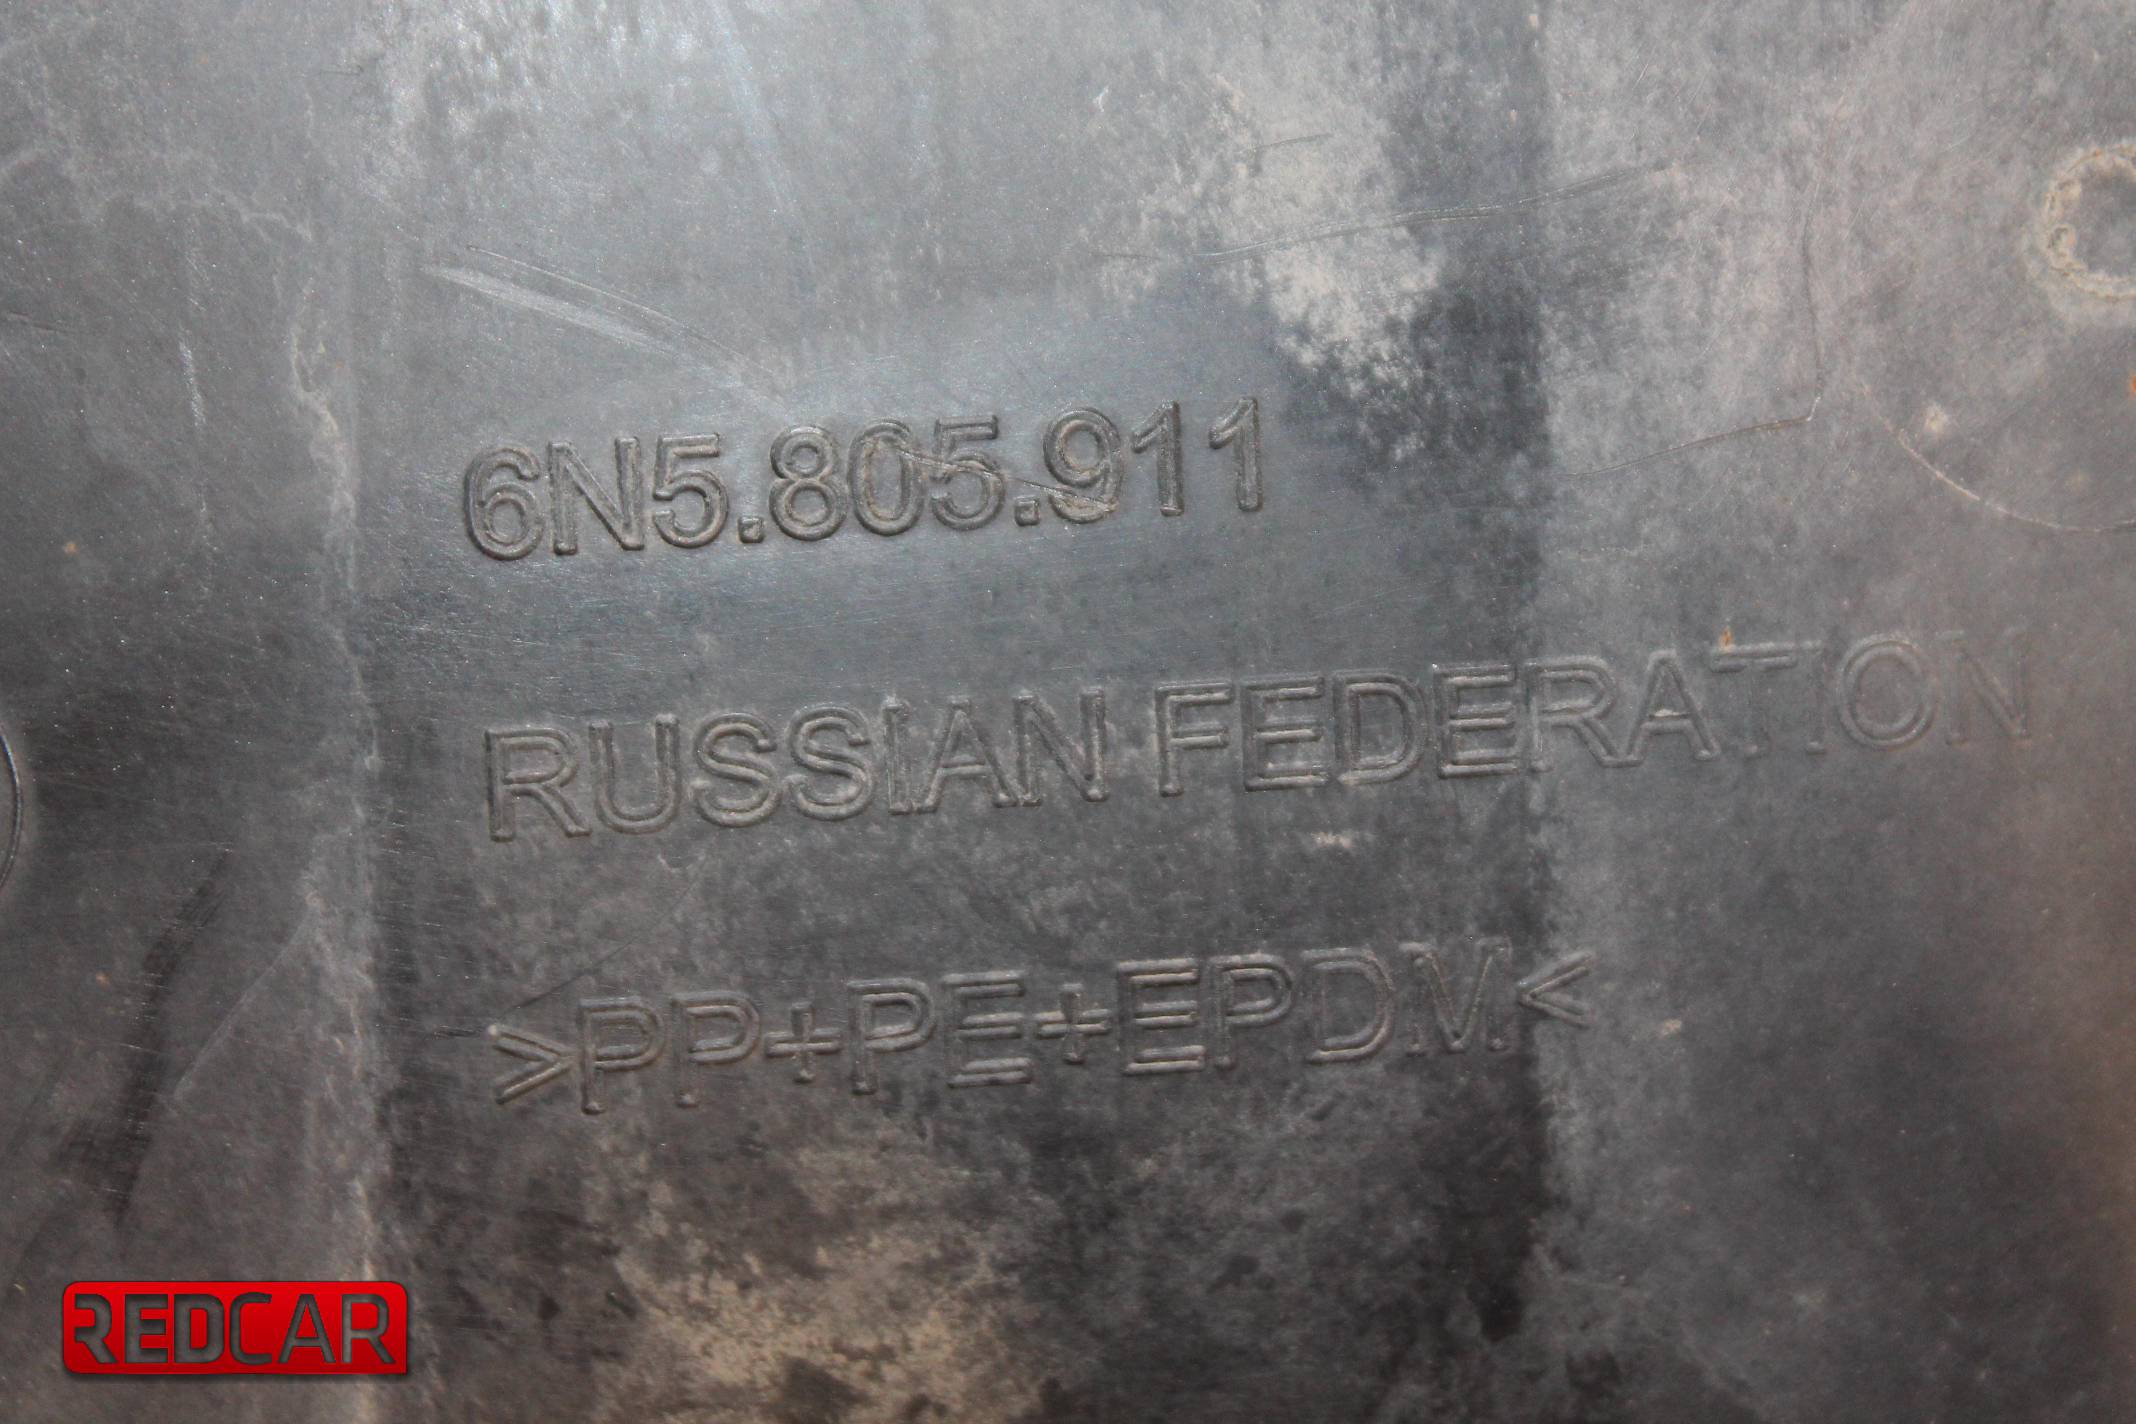 6N5.805.911
RUSSIAN FEDERATION
>PP+PE+EPDM<
REDCAR